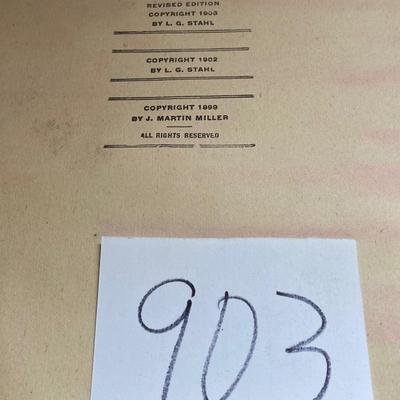 REVISED EDITION
COPYRIGHT 1903
BY L. G. STAHL
COPYRIGHT 1902
BY L. G. STAHL
COPYRIGHT 1899
BY J. MARTIN MILLER
ALL RIGHTS RESERVED
903